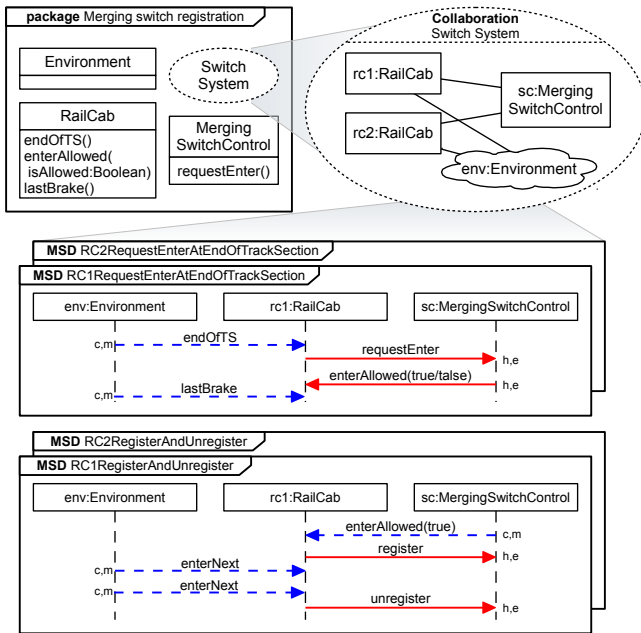 package Merging switch registration
Environment
Switch
System
RailCab
endOfTS()
enterAllowed(
isAllowed:Boolean)
lastBrake()
Merging
SwitchControl
requestEnter()
Collaboration
Switch System
rc1:RailCab
rc2:RailCab
sc:Merging
SwitchControl
env:Environment
MSD RC2RequestEnterAtEndOfTrackSection
MSD RC1RequestEnterAtEndOfTrackSection
env:Environment rc1:RailCab sc:MergingSwitchControl
c,m endOfTS
requestEnter h,e
enterAllowed(true/talse) h,e
c,m lastBrake
MSD RC2RegisterAndUnregister
MSD RC1RegisterAndUnregister
env:Environment rc1:RailCab sc:MergingSwitchControl
enterAllowed(true) c,m
register h,e
c,m enterNext
c,m enterNext
unregister h,e